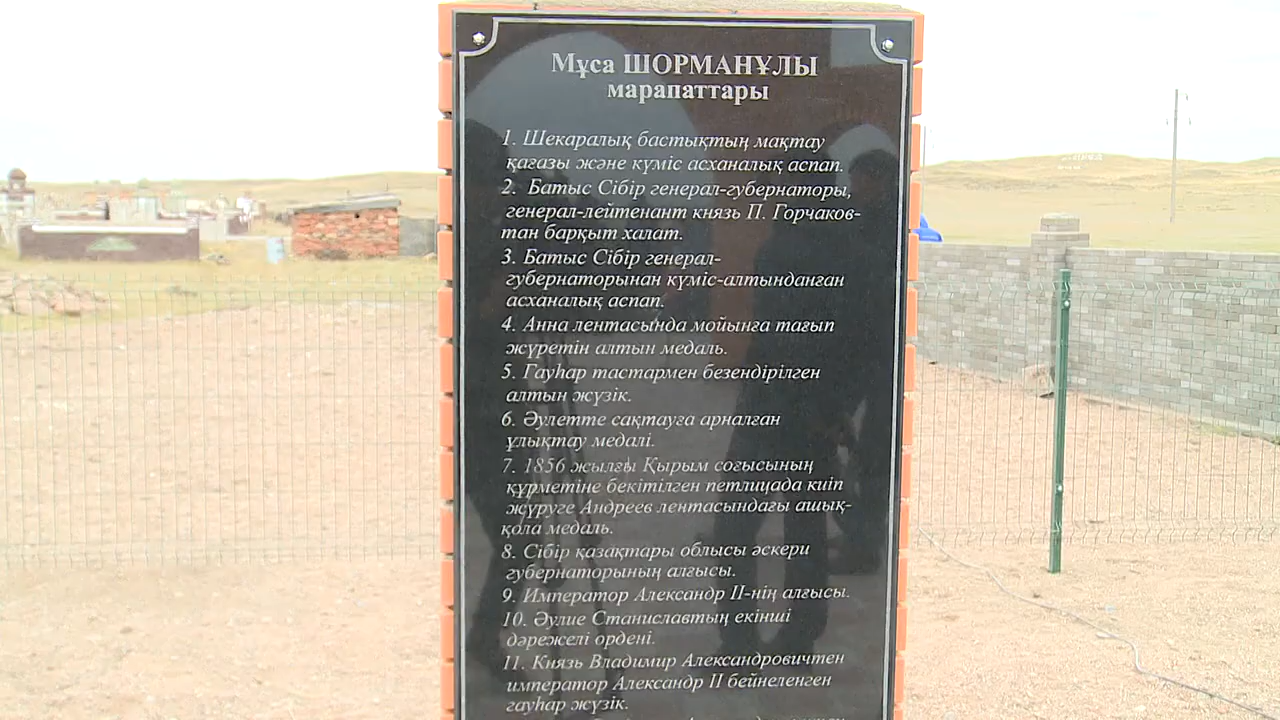 Мұса ШОРМАНҰЛЫ
марапаттары
1. Шекаралық бастықтың мақтау
қағазы және күміс асханалық аспап.
2. Батыс Сібір генерал-губернаторы,
генерал-лейтенант князь П. Горчаков-
тан барқыт халат.
3. Батыс Сібір генерал-
губернаторынан күміс-алтынданған
асханалық аспап.
4. Анна лентасында мойынға тағып
жүретін алтын медаль.
5. Гауһар тастармен безендірілген
алтын жүзік.
6. Әулетте сақтауға арналған
ұлықтау медалі.
7. 1856 жылғы Қырым соғысының
құрметіне бекітілген петлицада киіп
жүруге Андреев лентасындағы ашық-
қола медаль.
8. Сібір қазақтары облысы әскери
губернаторының алғысы.
9. Император Александр II-нің алғысы.
10. Әулие Станиславтың екінші
дәрежелі ордені.
11. Князь Владимир Александровичтен
император Александр II бейнеленген
гауһар жүзік.